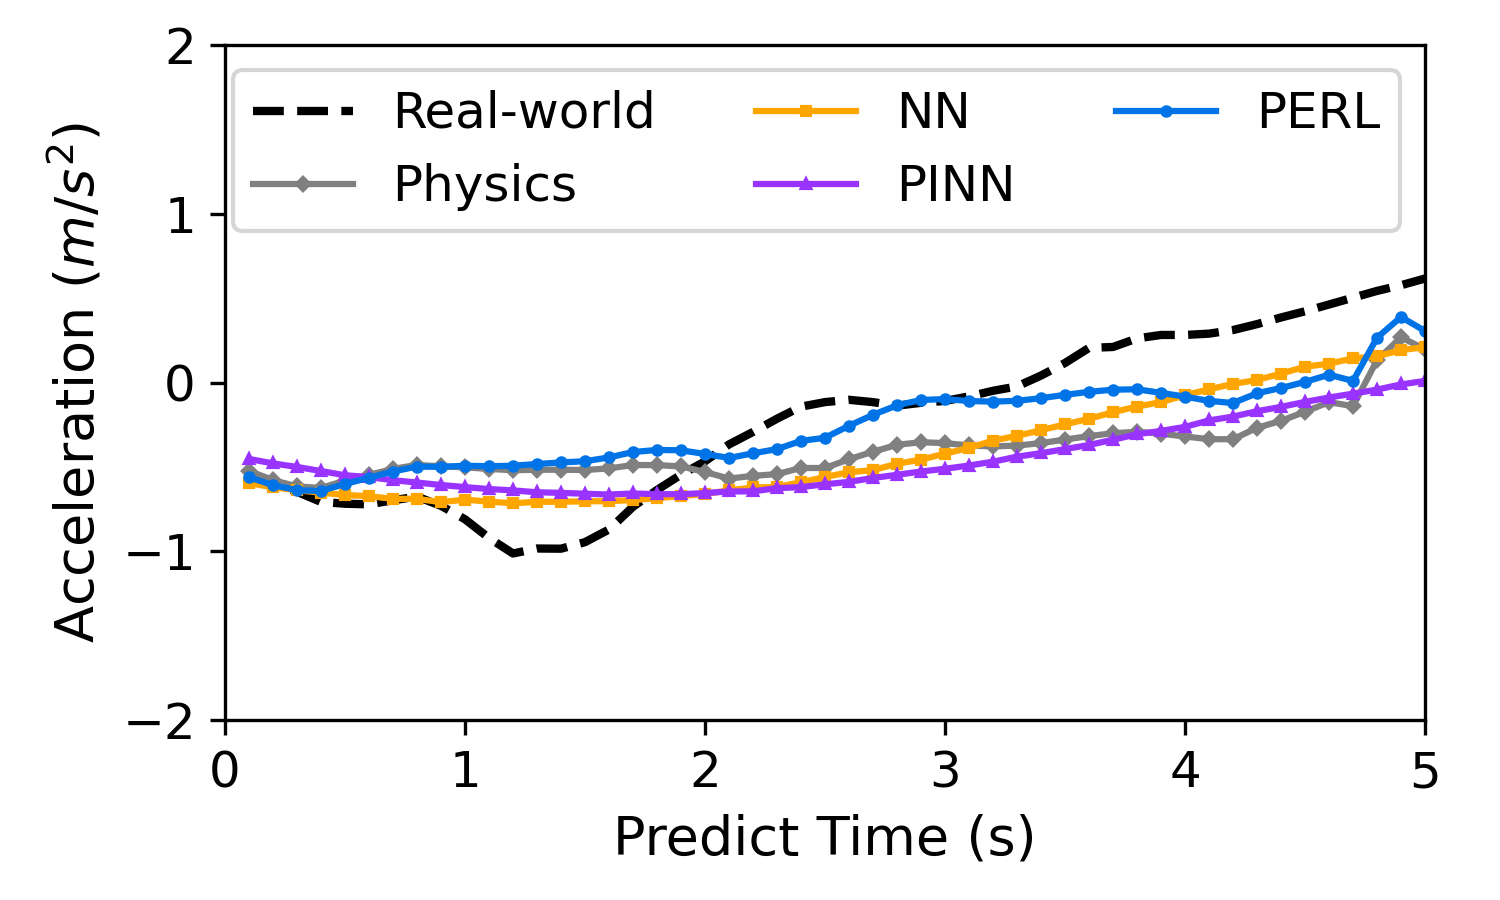 2
1
0
−1
−2
Acceleration (m/s²)
Real-world
Physics
NN
PINN
PERL
0 1 2 3 4 5
Predict Time (s)